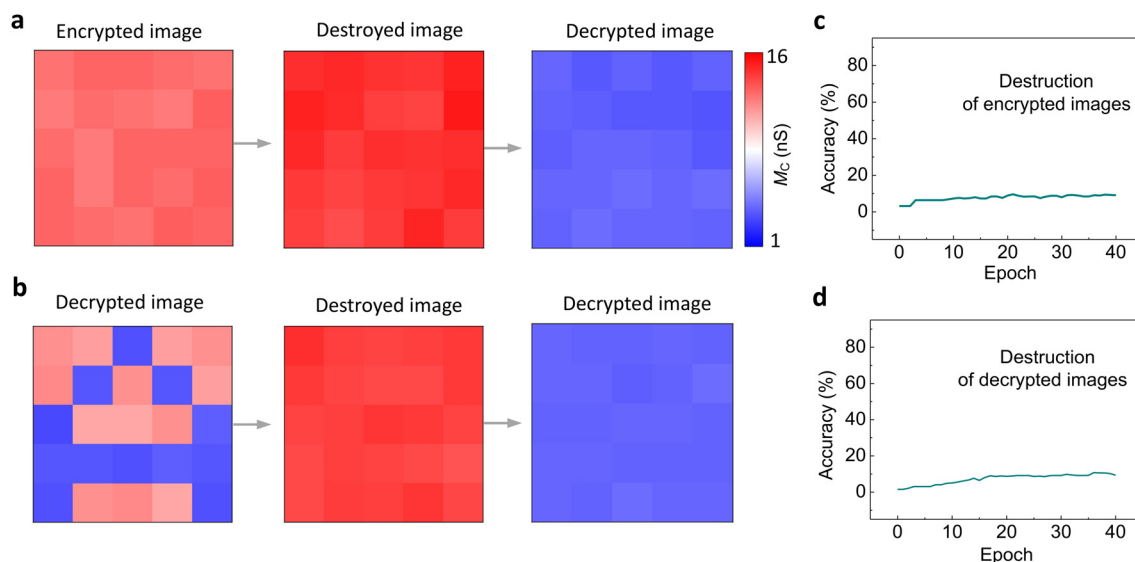 a
Encrypted image
Destroyed image
Decrypted image
16
M_C (nS)
1
b
Decrypted image
Destroyed image
Decrypted image
c
80
60
40
20
0
Accuracy (%)
Destruction
of encrypted images
0 10 20 30 40
Epoch
d
80
60
40
20
0
Accuracy (%)
Destruction
of decrypted images
0 10 20 30 40
Epoch